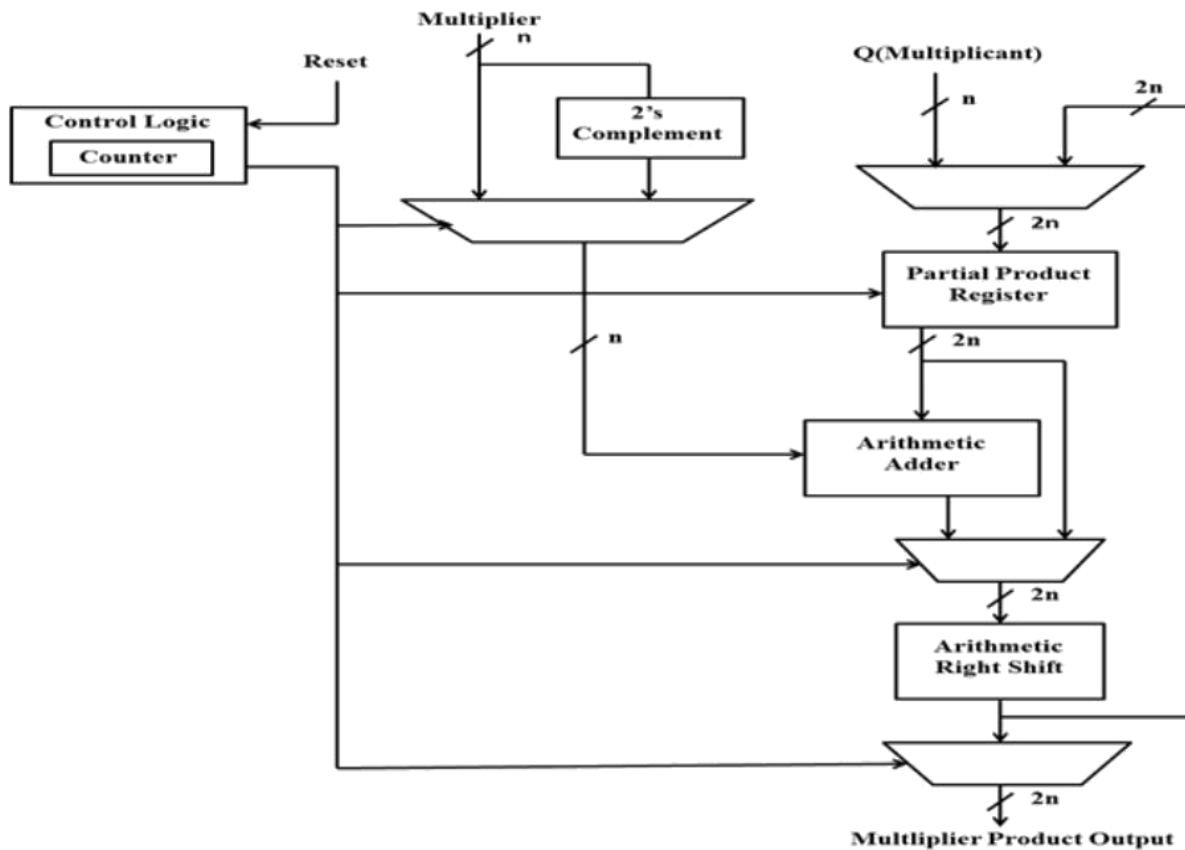 Multiplier
n
Reset
Q(Multiplicant)
n
2n
Control Logic
Counter
2's
Complement
2n
Partial Product
Register
n
2n
Arithmetic
Adder
2n
Arithmetic
Right Shift
2n
Multliplier Product Output